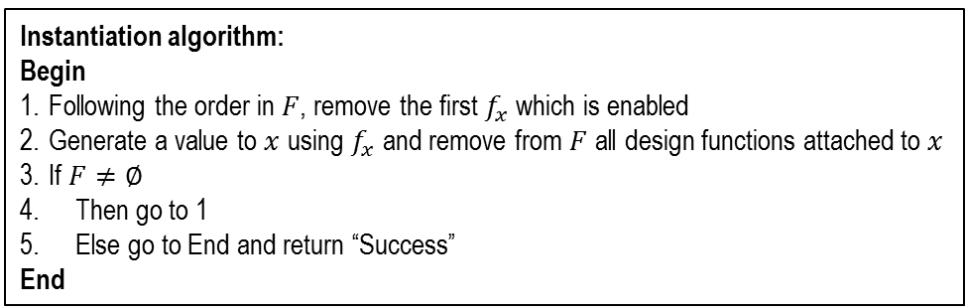 Instantiation algorithm:
Begin
1. Following the order in F, remove the first fₓ which is enabled
2. Generate a value to x using fₓ and remove from F all design functions attached to x
3. If F ≠ ∅
4. Then go to 1
5. Else go to End and return “Success”
End